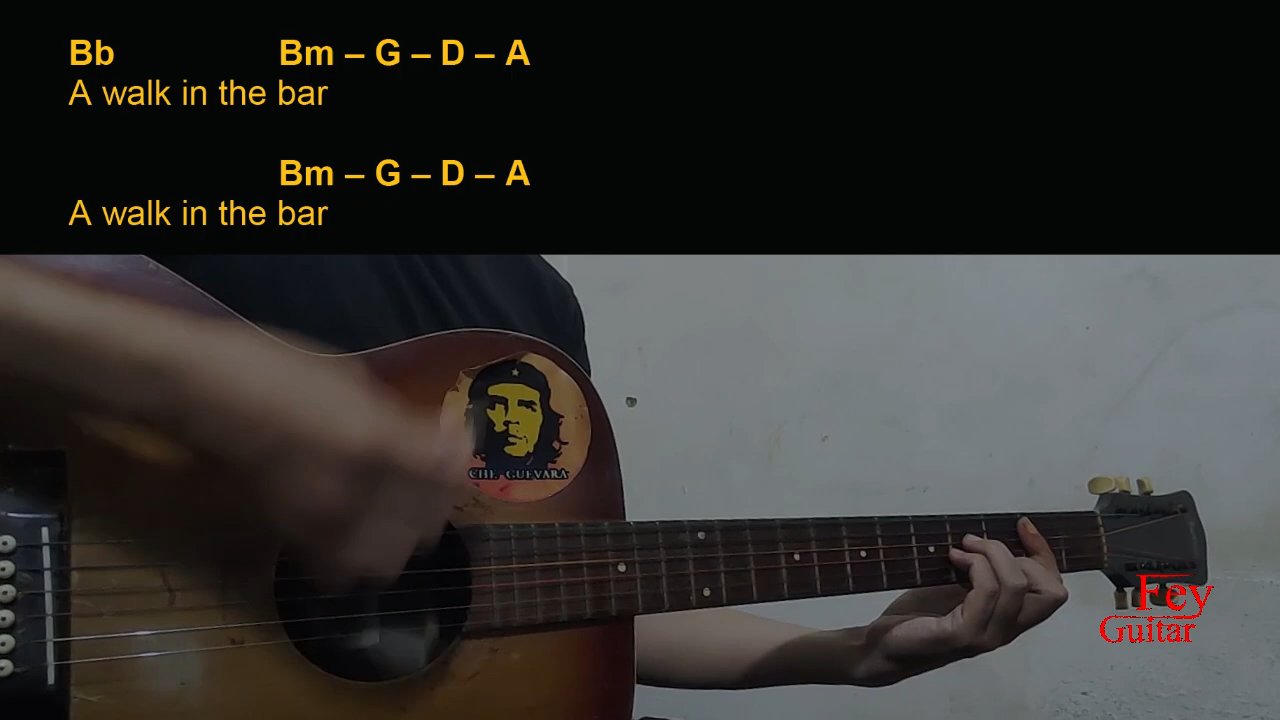 Bb Bm – G – D – A
A walk in the bar
Bm – G – D – A
A walk in the bar
CHE GUEVARA
Fey
Guitar